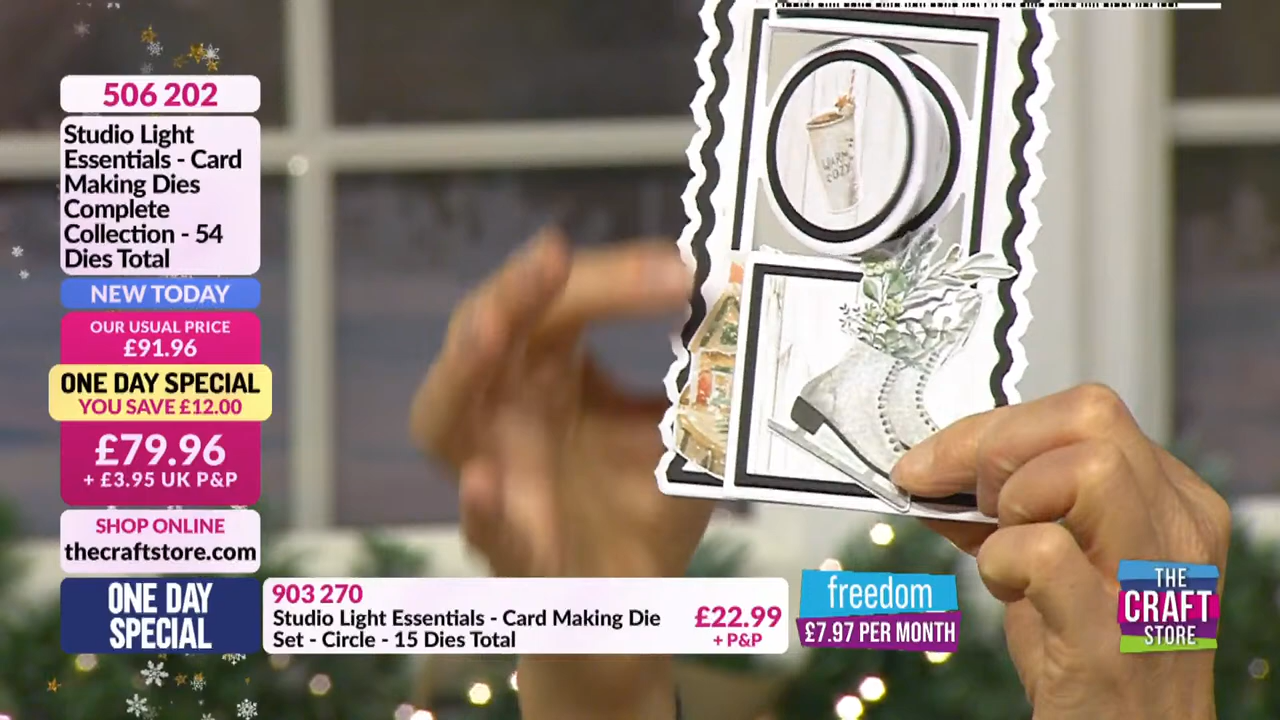 506 202
Studio Light
Essentials - Card
Making Dies
Complete
Collection - 54
Dies Total
NEW TODAY
OUR USUAL PRICE
£91.96
ONE DAY SPECIAL
YOU SAVE £12.00
£79.96
+ £3.95 UK P&P
SHOP ONLINE
thecraftstore.com
ONE DAY
SPECIAL
903 270
Studio Light Essentials - Card Making Die
Set - Circle - 15 Dies Total
£22.99
+ P&P
freedom
£7.97 PER MONTH
THE
CRAFT
STORE
WARM
COZY